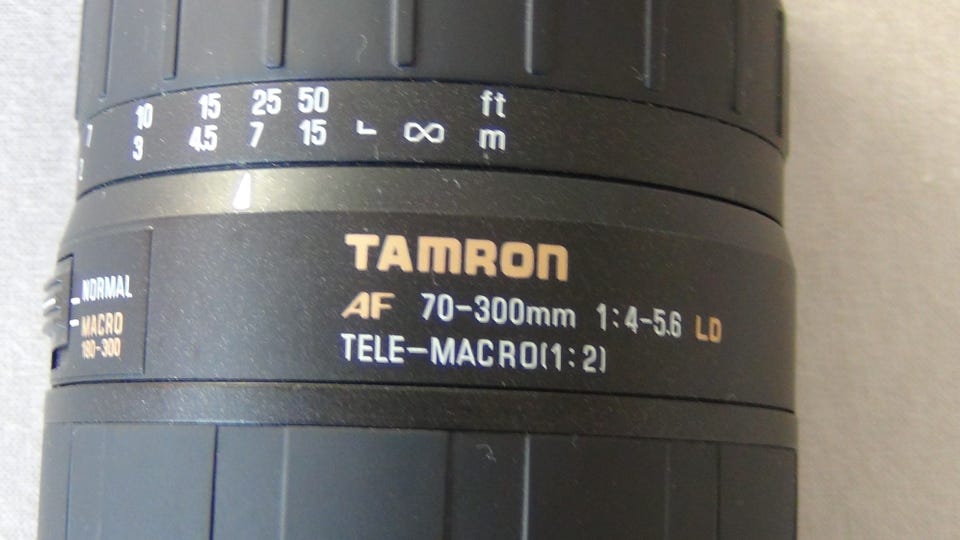 7 10 15 25 50 ft
3 4.5 7 15 ∞ m
NORMAL
MACRO
180-300
TAMRON
AF 70-300mm 1:4-5.6 LD
TELE-MACRO(1:2)